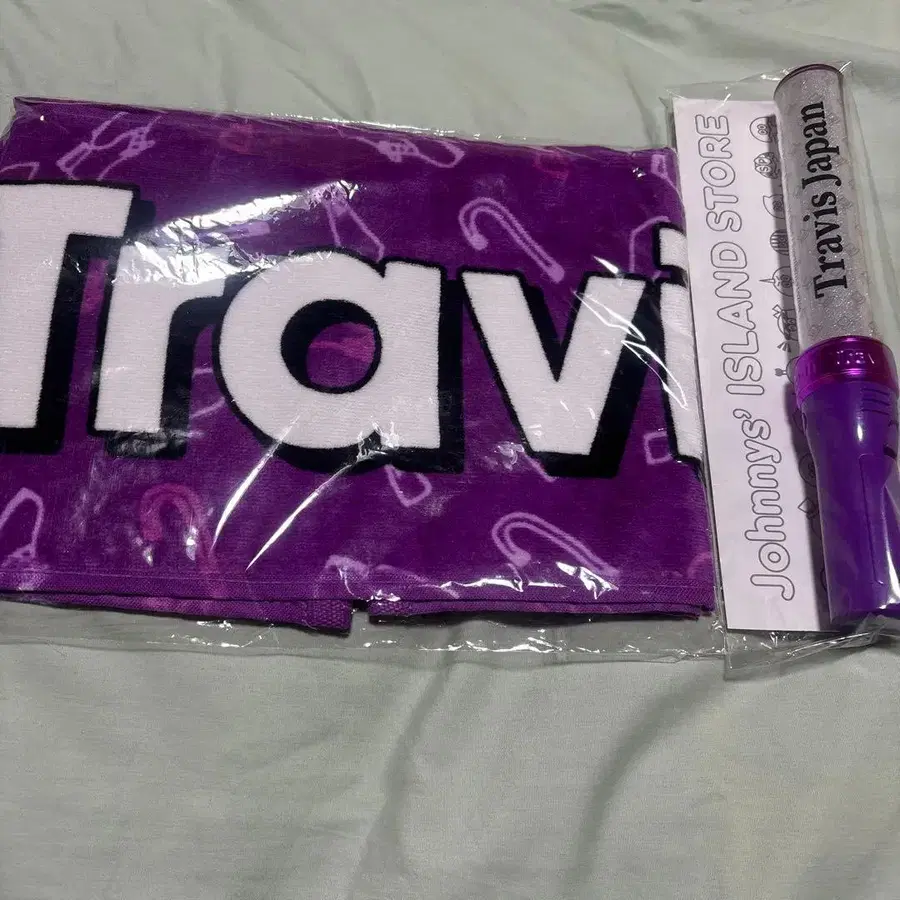 Travi
Johnnys' ISLAND STORE
Travis Japan